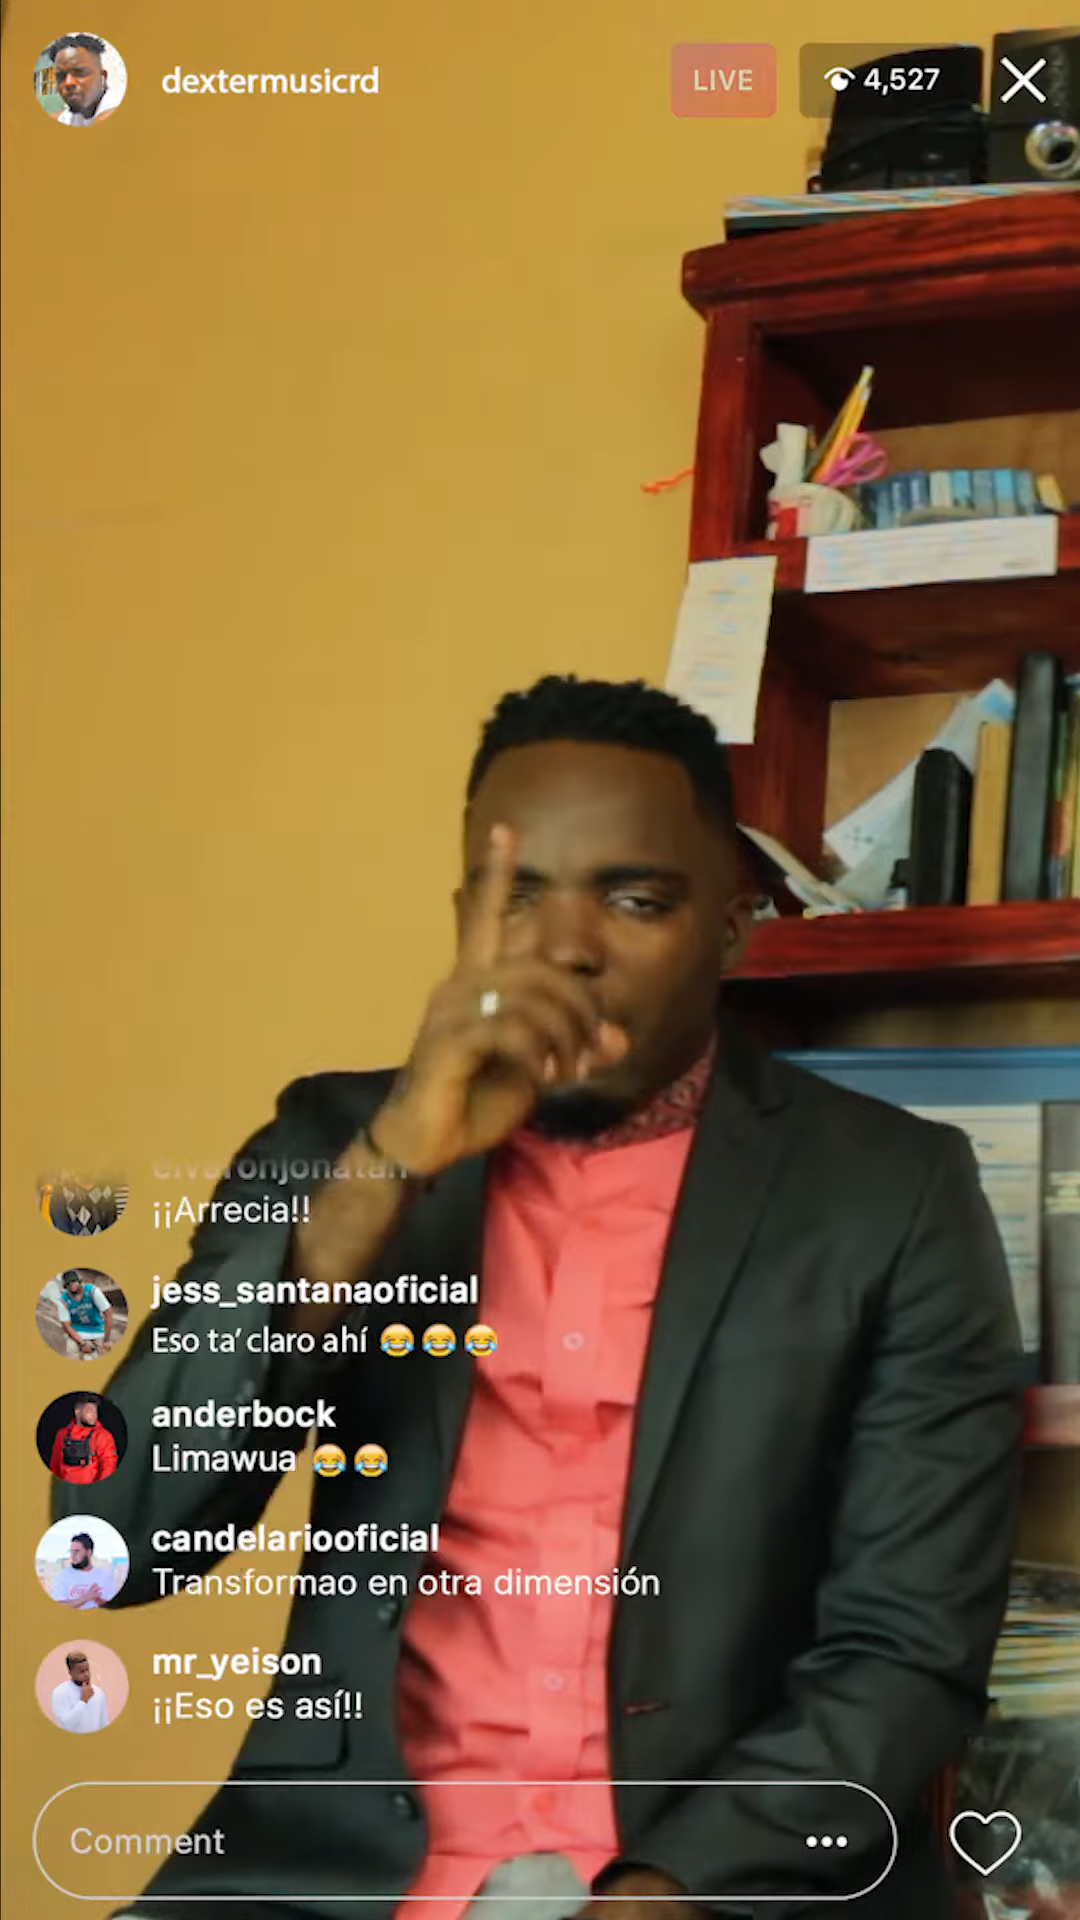 dextermusicrd
LIVE
4,527
elvaronjonatan
¡¡Arrecia!!
jess_santanaoficial
Eso ta’ claro ahí 😂😂😂
anderbock
Limawua 😂😂
candelariooficial
Transformao en otra dimensión
mr_yeison
¡¡Eso es así!!
Comment